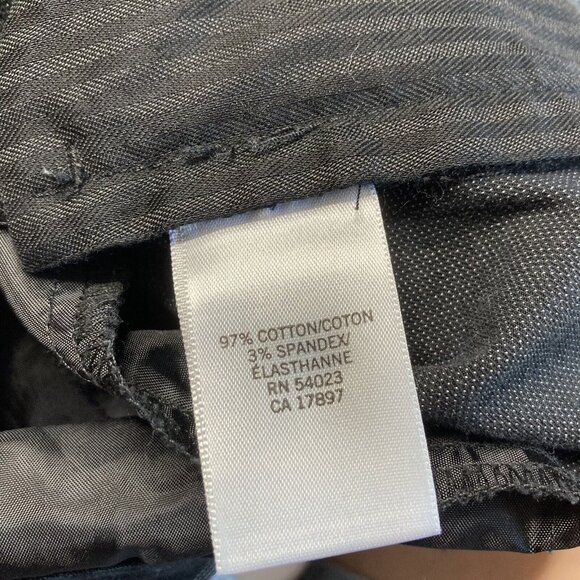 97% COTTON/COTON
3% SPANDEX/
ÉLASTHANNE
RN 54023
CA 17897